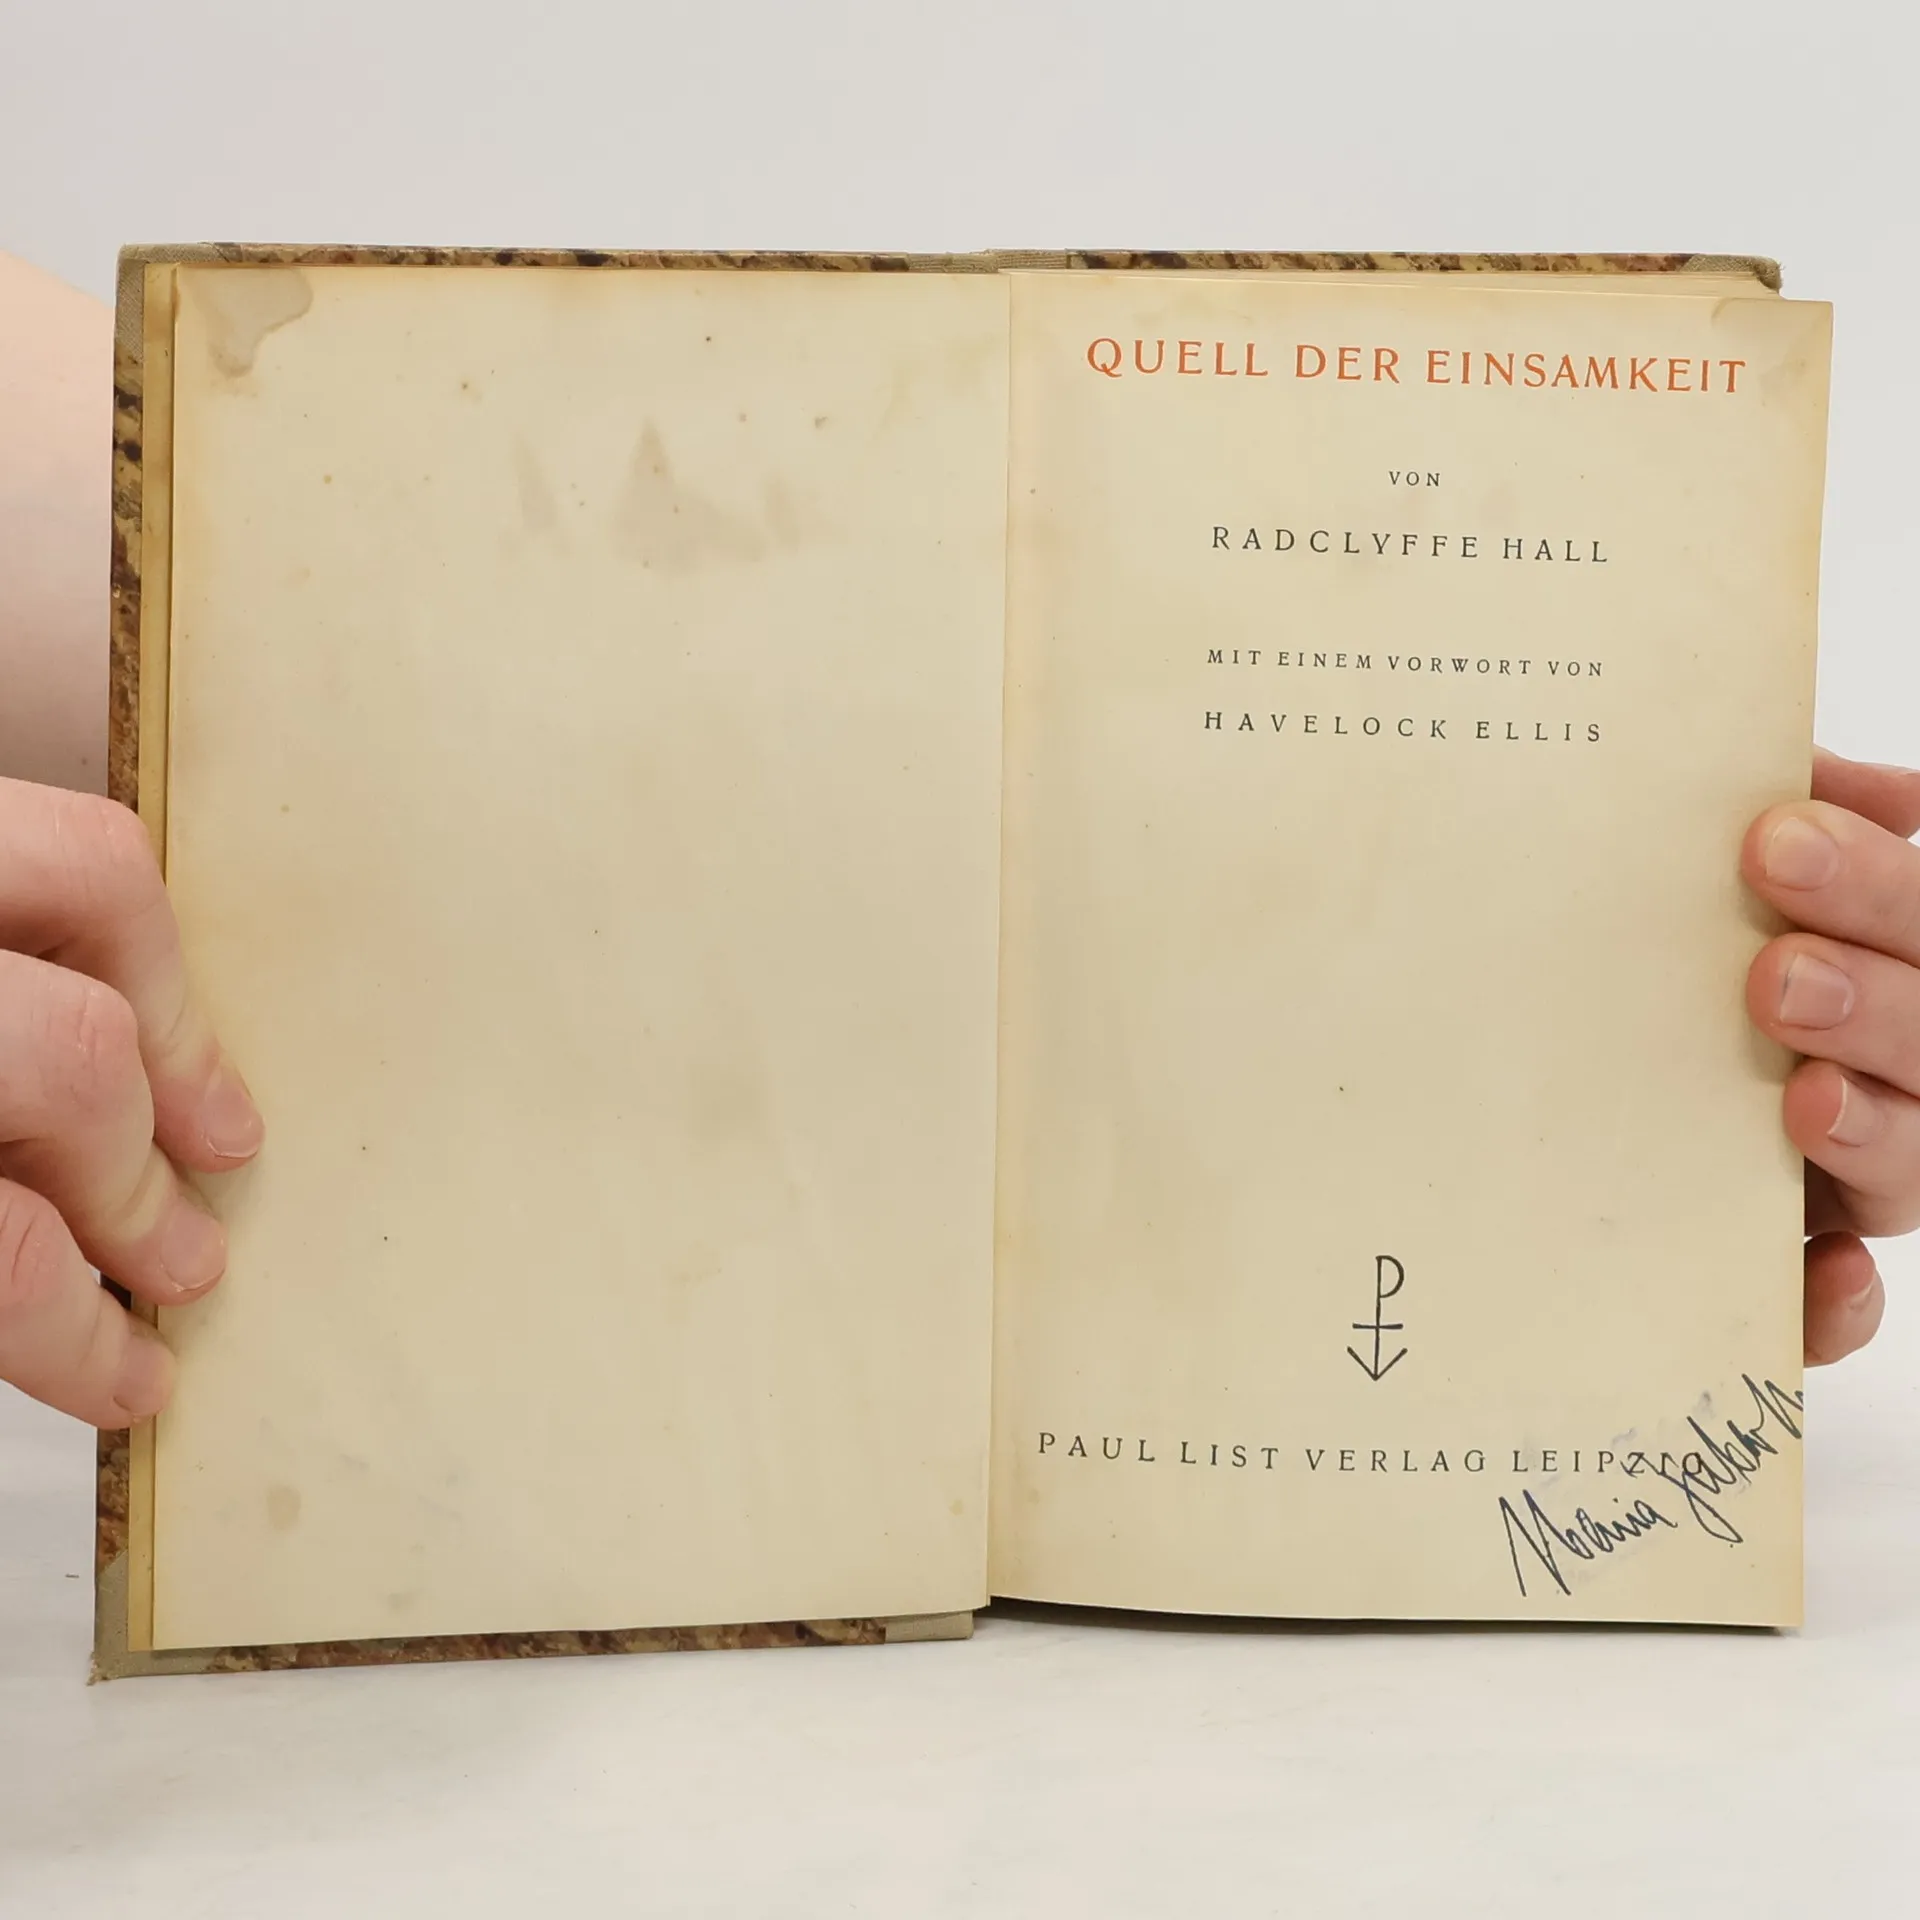 QUELL DER EINSAMKEIT
VON
RADCLYFFE HALL
MIT EINEM VORWORT VON
HAVELOCK ELLIS
PAUL LIST VERLAG LEIPZIG